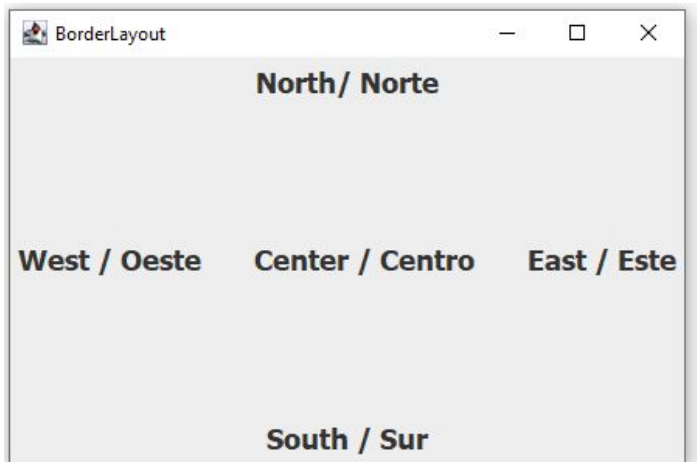 BorderLayout
North/ Norte
West / Oeste Center / Centro East / Este
South / Sur